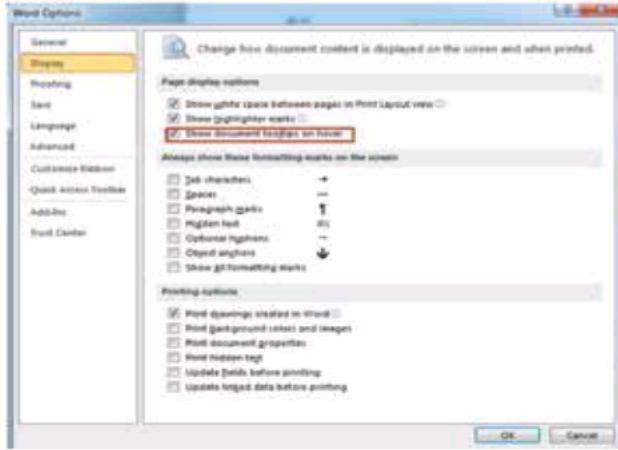 Word Options
General
Display
Proofing
Save
Language
Advanced
Customize Ribbon
Quick Access Toolbar
Add-Ins
Trust Center
Change how document content is displayed on the screen and when printed.
Page display options
Show white space between pages in Print Layout view
Show highlighter marks
Show document tooltips on hover
Always show these formatting marks on the screen
Tab characters →
Spaces ···
Paragraph marks ¶
Hidden text abc
Optional hyphens ¬
Object anchors
Show all formatting marks
Printing options
Print drawings created in Word
Print background colors and images
Print document properties
Print hidden text
Update fields before printing
Update linked data before printing
OK Cancel